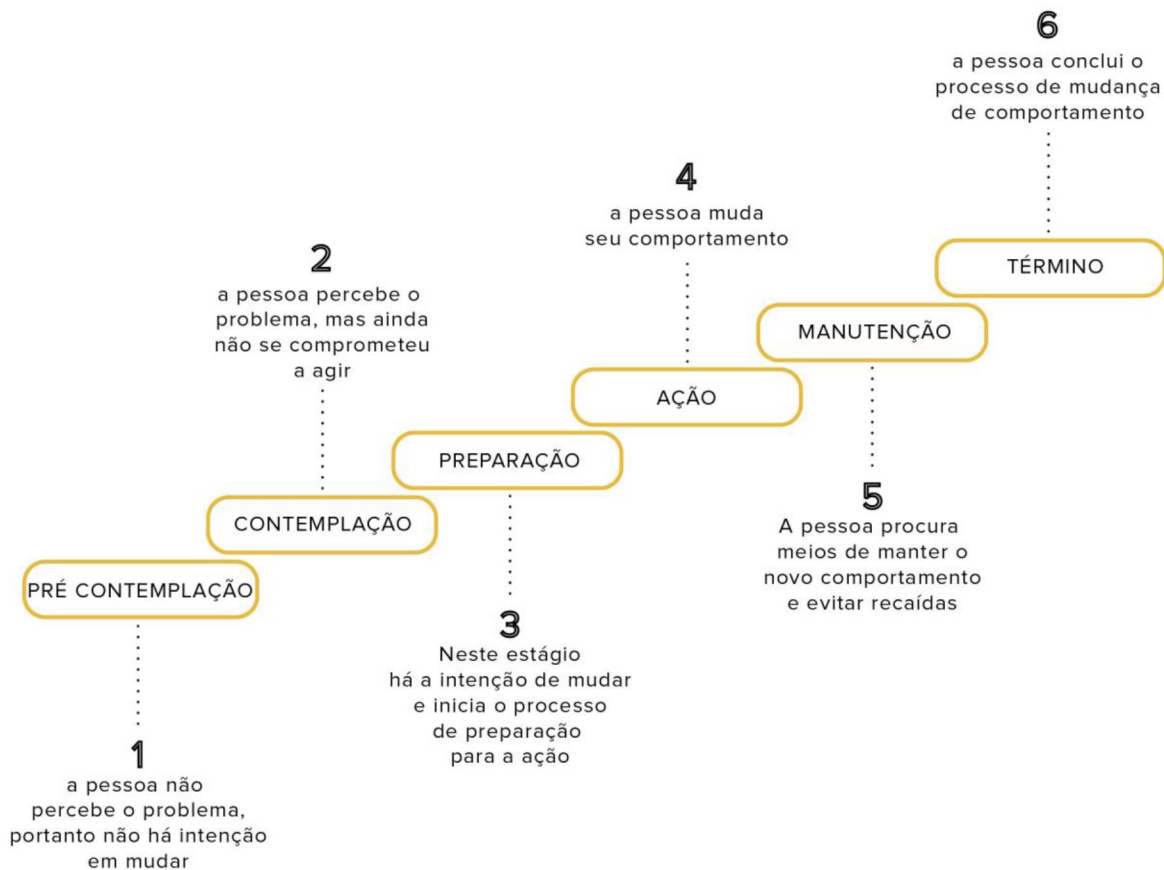 1
PRÉ CONTEMPLAÇÃO
a pessoa não
percebe o problema,
portanto não há intenção
em mudar
2
a pessoa percebe o
problema, mas ainda
não se comprometeu
a agir
CONTEMPLAÇÃO
PREPARAÇÃO
3
Neste estágio
há a intenção de mudar
e inicia o processo
de preparação
para a ação
4
a pessoa muda
seu comportamento
AÇÃO
MANUTENÇÃO
5
A pessoa procura
meios de manter o
novo comportamento
e evitar recaídas
6
a pessoa conclui o
processo de mudança
de comportamento
TÉRMINO